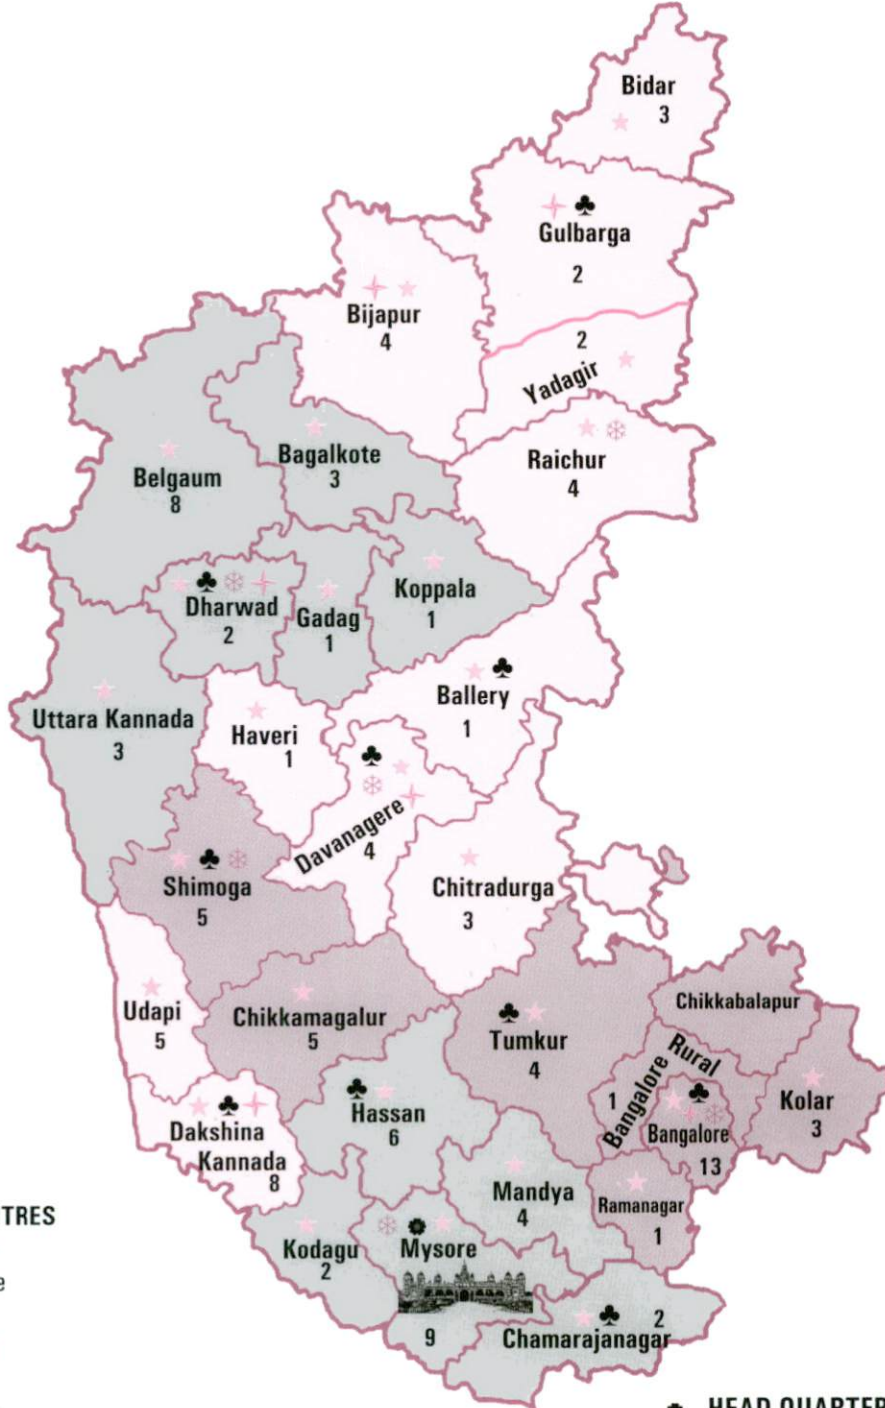 Bidar
3
Gulbarga
2
Bijapur
4
2
Yadagir
Raichur
4
Bagalkote
3
Belgaum
8
Koppala
1
Dharwad
2
Gadag
1
Ballery
1
Uttara Kannada
3
Haveri
1
Davanagere
4
Chitradurga
3
Shimoga
5
Udapi
5
Chikkamagalur
5
Tumkur
4
Chikkabalapur
Bangalore Rural
1
Bangalore
13
Kolar
3
Hassan
6
Dakshina
Kannada
8
Mandya
4
Ramanagar
1
TRES
Kodagu
2
Mysore
9
e
2
Chamarajanagar
HEAD QUARTER